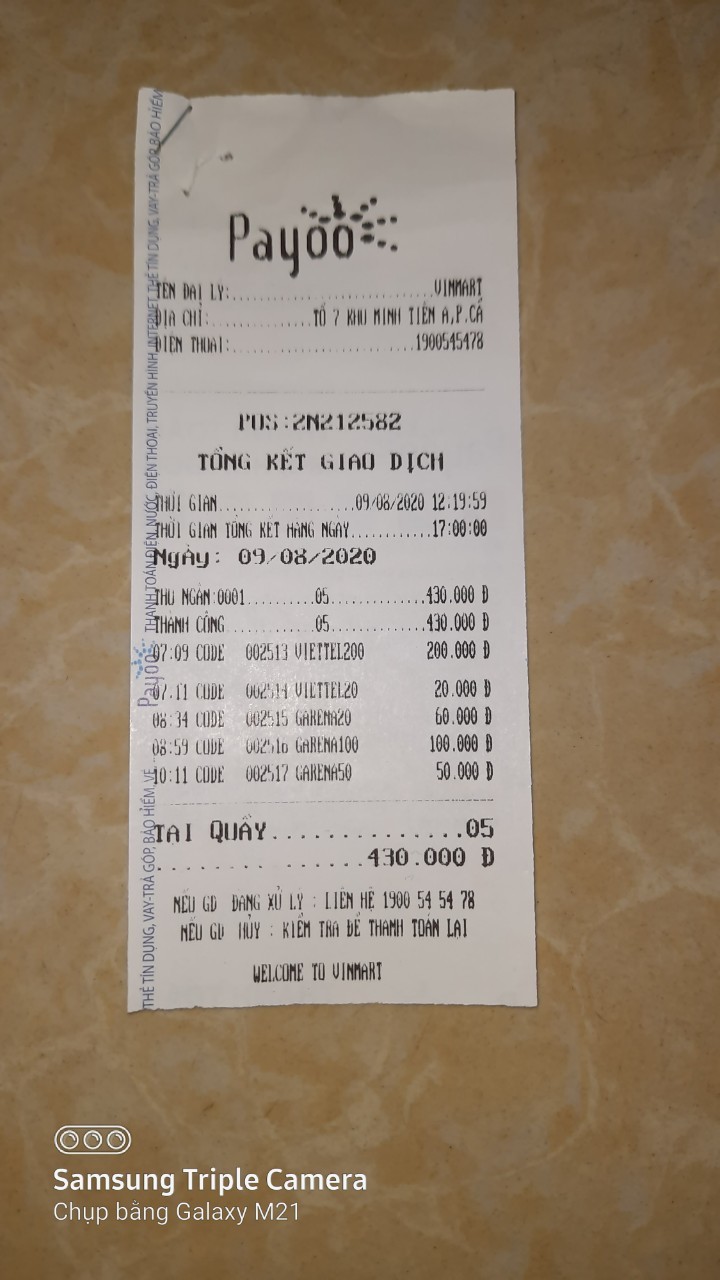 Payoo
TÊN ĐẠI LÝ:..........................VINMART
ĐỊA CHỈ:.............TỔ 7 KHU MINH TIẾN A,P.CẨ
ĐIỆN THOẠI:.......................1900545478
POS:2N212582
TỔNG KẾT GIAO DỊCH
THỜI GIAN..................09/08/2020 12:19:59
THỜI GIAN TỔNG KẾT HÀNG NGÀY............17:00:00
Ngày: 09/08/2020
THU NGÂN:0001..........05..............430.000 Đ
THÀNH CÔNG ............05..............430.000 Đ
07:09 CODE 002513 VIETTEL200 200.000 Đ
07:11 CODE 002514 VIETTEL20 20.000 Đ
08:34 CODE 002515 GARENA20 60.000 Đ
08:59 CODE 002516 GARENA100 100.000 Đ
10:11 CODE 002517 GARENA50 50.000 Đ
TẠI QUẦY..............05
. . . . . . . ......430.000 Đ
NẾU GD ĐANG XỬ LÝ : LIÊN HỆ 1900 54 54 78
NẾU GD HỦY : KIỂM TRA ĐỂ THANH TOÁN LẠI
WELCOME TO VINMART
THẺ TÍN DỤNG, VAY-TRẢ GÓP, BẢO HIỂM, VÉ
Payoo THANH TOÁN ĐIỆN, NƯỚC, ĐIỆN THOẠI, TRUYỀN HÌNH, INTERNET, THẺ TÍN DỤNG, VAY-TRẢ GÓP, BẢO HIỂM
Samsung Triple Camera
Chụp bằng Galaxy M21